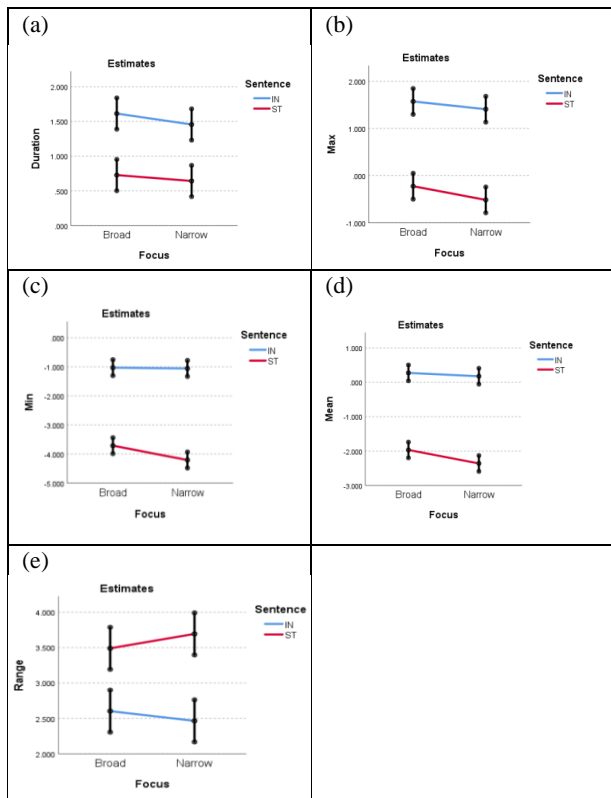 (a)
Estimates
Sentence
IN
ST
2.000
1.500
1.000
.500
.000
Duration
Broad Narrow
Focus
(b)
Estimates
Sentence
IN
ST
2.000
1.000
.000
-1.000
Max
Broad Narrow
Focus
(c)
Estimates
Sentence
IN
ST
.000
-1.000
-2.000
-3.000
-4.000
-5.000
Min
Broad Narrow
Focus
(d)
Estimates
Sentence
IN
ST
1.000
.000
-1.000
-2.000
-3.000
Mean
Broad Narrow
Focus
(e)
Estimates
Sentence
IN
ST
4.000
3.500
3.000
2.500
2.000
Range
Broad Narrow
Focus